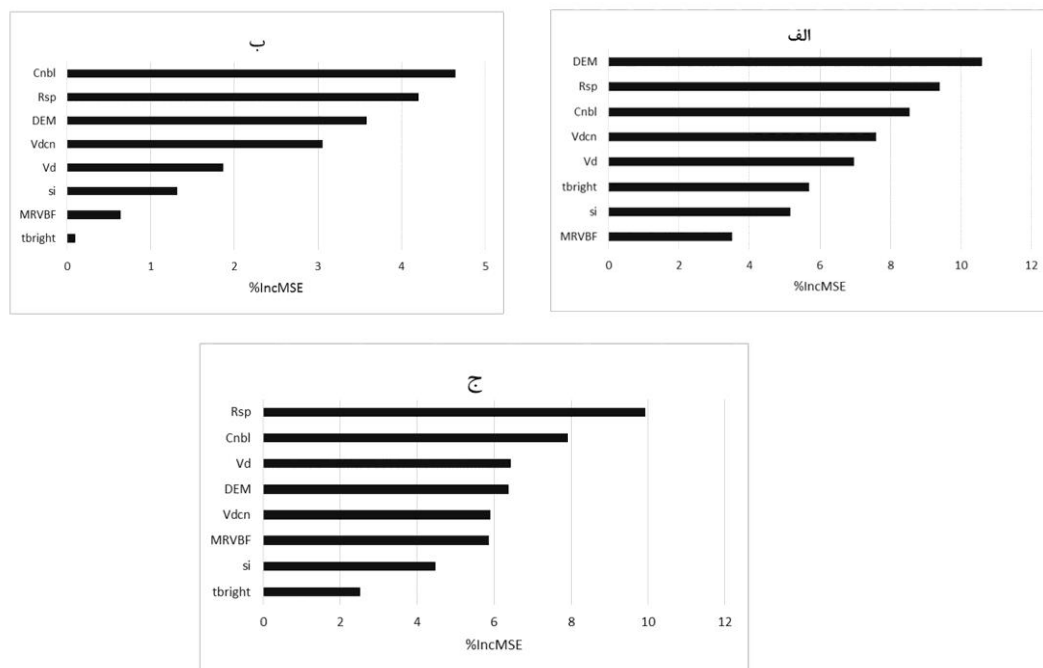 الف
DEM
Rsp
Cnbl
Vdcn
Vd
tbright
si
MRVBF
0 2 4 6 8 10 12
%IncMSE
ب
Cnbl
Rsp
DEM
Vdcn
Vd
si
MRVBF
tbright
0 1 2 3 4 5
%IncMSE
ج
Rsp
Cnbl
Vd
DEM
Vdcn
MRVBF
si
tbright
0 2 4 6 8 10 12
%IncMSE